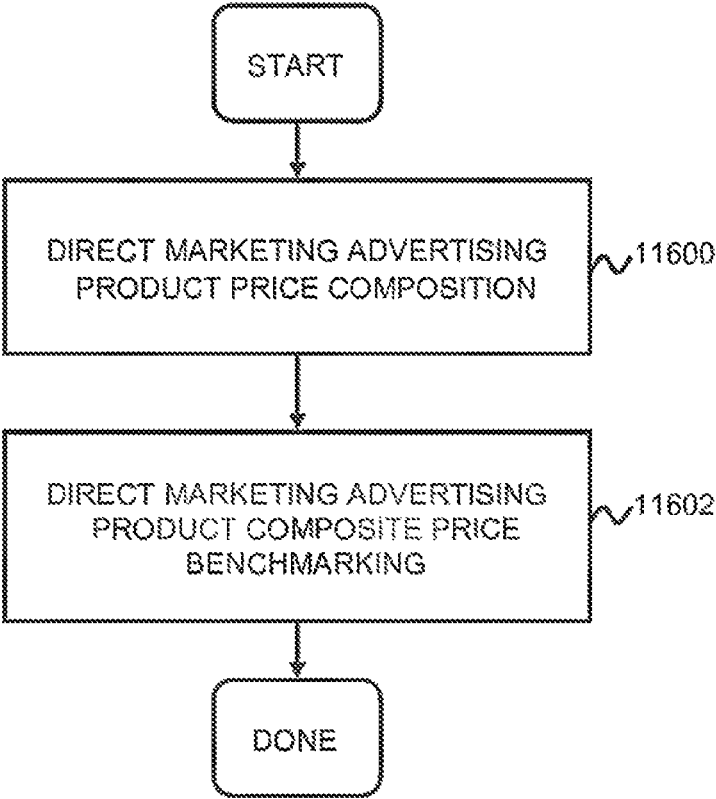 START
DIRECT MARKETING ADVERTISING
PRODUCT PRICE COMPOSITION
11600
DIRECT MARKETING ADVERTISING
PRODUCT COMPOSITE PRICE
BENCHMARKING
11602
DONE